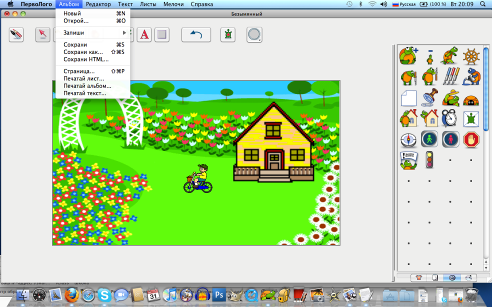 ПервоЛого Альбом Редактор Текст Листы Мелочи Справка Русская (100 %) Вт 20:09
Безымянный
Новый ⌘N
Открой... ⌘O
Запиши
Сохрани ⌘S
Сохрани как... ⇧⌘S
Сохрани HTML...
Страница... ⇧⌘P
Печатай лист...
Печатай альбом...
Печатай текст...
A